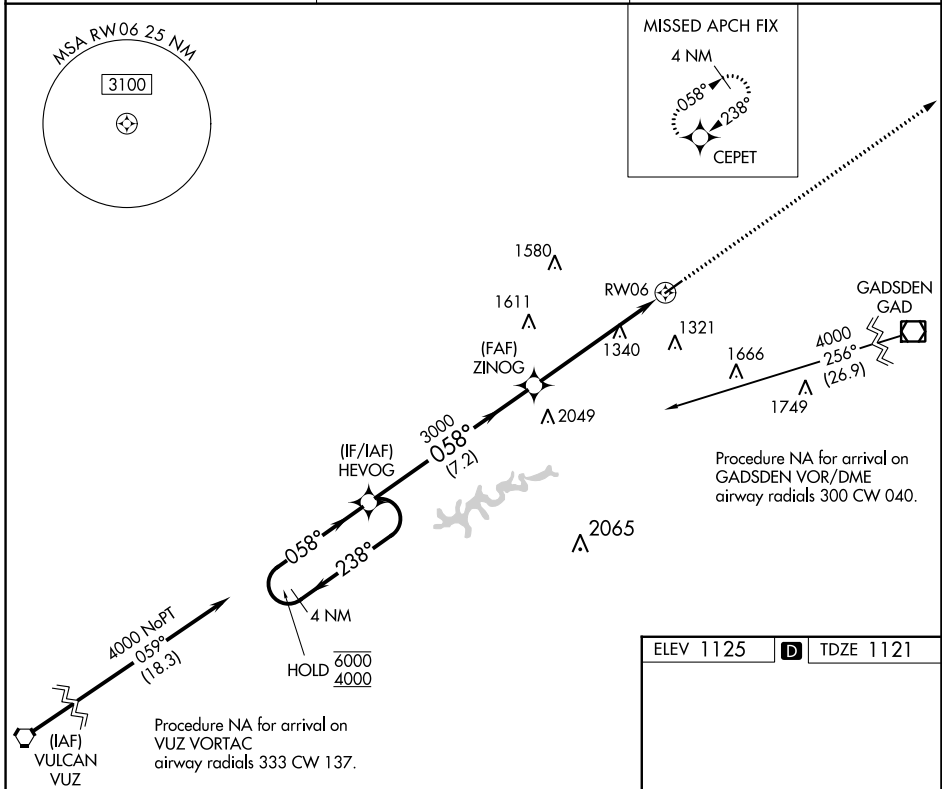 MSA RW06 25 NM
3100
MISSED APCH FIX
4 NM
058°
238°
CEPET
1580
1611
RW06
1340
1321
(FAF)
ZINOG
2049
1666
1749
GADSDEN
GAD
4000
256°
(26.9)
3000
058°
(7.2)
(IF/IAF)
HEVOG
Procedure NA for arrival on
GADSDEN VOR/DME
airway radials 300 CW 040.
2065
058°
238°
4 NM
HOLD
6000
4000
4000 NoPT
059°
(18.3)
(IAF)
VULCAN
VUZ
Procedure NA for arrival on
VUZ VORTAC
airway radials 333 CW 137.
ELEV 1125 D TDZE 1121